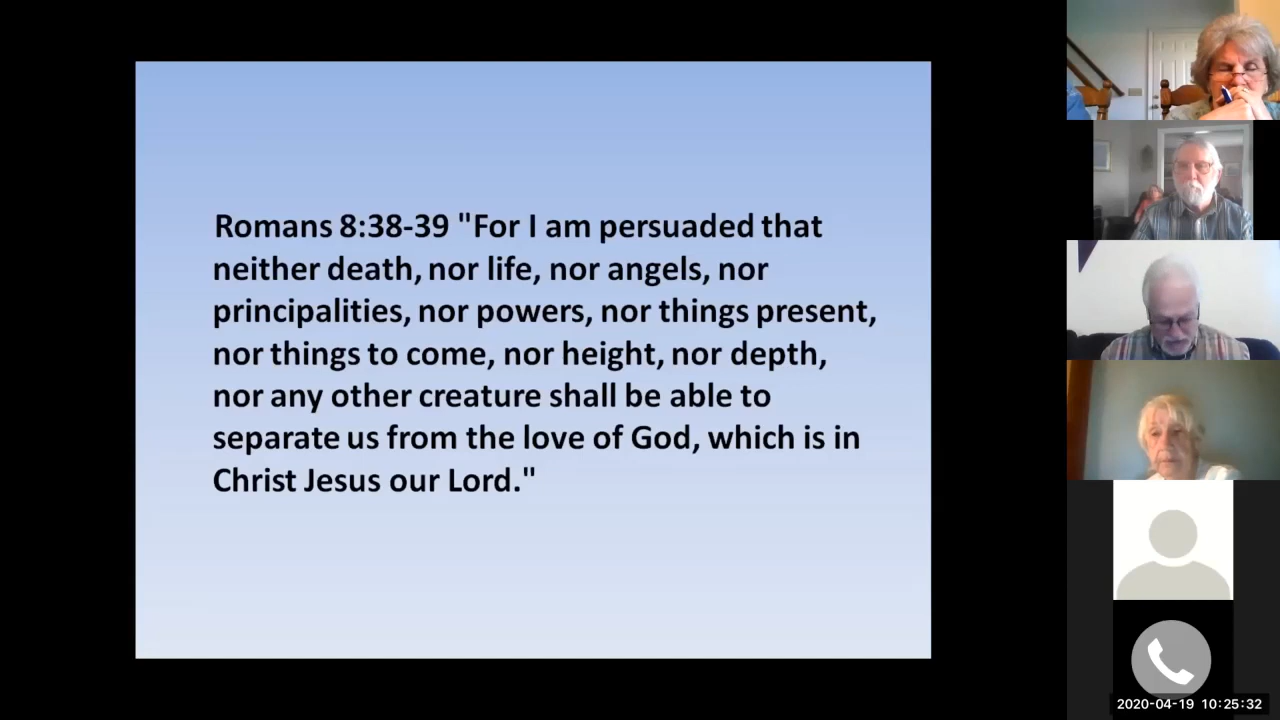 Romans 8:38-39 "For I am persuaded that
neither death, nor life, nor angels, nor
principalities, nor powers, nor things present,
nor things to come, nor height, nor depth,
nor any other creature shall be able to
separate us from the love of God, which is in
Christ Jesus our Lord."
2020-04-19 10:25:32